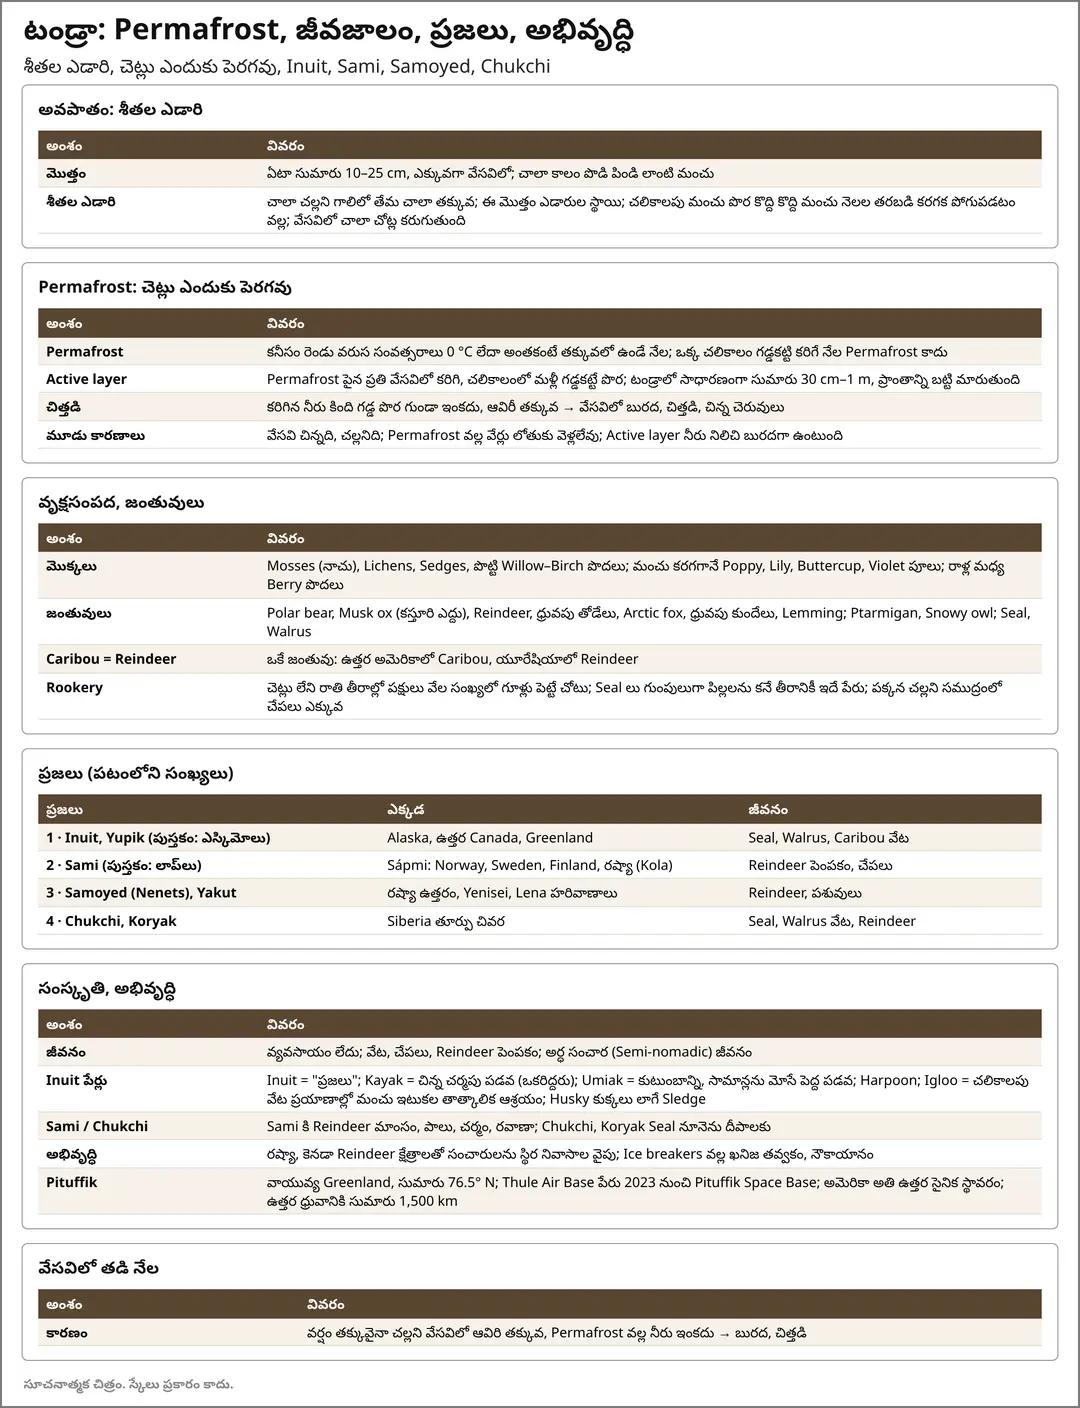 టండ్రా: Permafrost, జీవజాలం, ప్రజలు, అభివృద్ధి
శీతల ఎడారి, చెట్లు ఎందుకు పెరగవు, Inuit, Sami, Samoyed, Chukchi
అవపాతం: శీతల ఎడారి
అంశం వివరం
మొత్తం ఏటా సుమారు 10–25 cm, ఎక్కువగా వేసవిలో; చాలా కాలం పొడి పిండి లాంటి మంచు
శీతల ఎడారి చాలా చల్లని గాలిలో తేమ చాలా తక్కువ; ఈ మొత్తం ఎడారుల స్థాయి; చలికాలపు మంచు పొర కొద్ది కొద్ది మంచు నెలల తరబడి కరగక పోగుపడటం
వల్ల; వేసవిలో చాలా చోట్ల కరుగుతుంది
Permafrost: చెట్లు ఎందుకు పెరగవు
అంశం వివరం
Permafrost కనీసం రెండు వరుస సంవత్సరాలు 0 °C లేదా అంతకంటే తక్కువలో ఉండే నేల; ఒక్క చలికాలం గడ్డకట్టి కరిగే నేల Permafrost కాదు
Active layer Permafrost పైన ప్రతి వేసవిలో కరిగి, చలికాలంలో మళ్లీ గడ్డకట్టే పొర; టండ్రాలో సాధారణంగా సుమారు 30 cm–1 m, ప్రాంతాన్ని బట్టి మారుతుంది
చిత్తడి కరిగిన నీరు కింది గడ్డ పొర గుండా ఇంకదు, ఆవిరీ తక్కువ → వేసవిలో బురద, చిత్తడి, చిన్న చెరువులు
మూడు కారణాలు వేసవి చిన్నది, చల్లనిది; Permafrost వల్ల వేర్లు లోతుకు వెళ్లలేవు; Active layer నీరు నిలిచి బురదగా ఉంటుంది
వృక్షసంపద, జంతువులు
అంశం వివరం
మొక్కలు Mosses (నాచు), Lichens, Sedges, పొట్టి Willow–Birch పొదలు; మంచు కరగగానే Poppy, Lily, Buttercup, Violet పూలు; రాళ్ల మధ్య
Berry పొదలు
జంతువులు Polar bear, Musk ox (కస్తూరి ఎద్దు), Reindeer, ధ్రువపు తోడేలు, Arctic fox, ధ్రువపు కుందేలు, Lemming; Ptarmigan, Snowy owl; Seal,
Walrus
Caribou = Reindeer ఒకే జంతువు: ఉత్తర అమెరికాలో Caribou, యూరేషియాలో Reindeer
Rookery చెట్లు లేని రాతి తీరాల్లో పక్షులు వేల సంఖ్యలో గూళ్లు పెట్టే చోటు; Seal లు గుంపులుగా పిల్లలను కనే తీరానికీ ఇదే పేరు; పక్కన చల్లని సముద్రంలో
చేపలు ఎక్కువ
ప్రజలు (పటంలోని సంఖ్యలు)
ప్రజలు ఎక్కడ జీవనం
1 · Inuit, Yupik (పుస్తకం: ఎస్కిమోలు) Alaska, ఉత్తర Canada, Greenland Seal, Walrus, Caribou వేట
2 · Sami (పుస్తకం: లాప్‌లు) Sápmi: Norway, Sweden, Finland, రష్యా (Kola) Reindeer పెంపకం, చేపలు
3 · Samoyed (Nenets), Yakut రష్యా ఉత్తరం, Yenisei, Lena హరివాణాలు Reindeer, పశువులు
4 · Chukchi, Koryak Siberia తూర్పు చివర Seal, Walrus వేట, Reindeer
సంస్కృతి, అభివృద్ధి
అంశం వివరం
జీవనం వ్యవసాయం లేదు; వేట, చేపలు, Reindeer పెంపకం; అర్ధ సంచార (Semi-nomadic) జీవనం
Inuit పేర్లు Inuit = "ప్రజలు"; Kayak = చిన్న చర్మపు పడవ (ఒకరిద్దరు); Umiak = కుటుంబాన్ని, సామాన్లను మోసే పెద్ద పడవ; Harpoon; Igloo = చలికాలపు
వేట ప్రయాణాల్లో మంచు ఇటుకల తాత్కాలిక ఆశ్రయం; Husky కుక్కలు లాగే Sledge
Sami / Chukchi Sami కి Reindeer మాంసం, పాలు, చర్మం, రవాణా; Chukchi, Koryak Seal నూనెను దీపాలకు
అభివృద్ధి రష్యా, కెనడా Reindeer క్షేత్రాలతో సంచారులను స్థిర నివాసాల వైపు; Ice breakers వల్ల ఖనిజ తవ్వకం, నౌకాయానం
Pituffik వాయువ్య Greenland, సుమారు 76.5° N; Thule Air Base పేరు 2023 నుంచి Pituffik Space Base; అమెరికా అతి ఉత్తర సైనిక స్థావరం;
ఉత్తర ధ్రువానికి సుమారు 1,500 km
వేసవిలో తడి నేల
అంశం వివరం
కారణం వర్షం తక్కువైనా చల్లని వేసవిలో ఆవిరి తక్కువ, Permafrost వల్ల నీరు ఇంకదు → బురద, చిత్తడి
సూచనాత్మక చిత్రం. స్కేలు ప్రకారం కాదు.